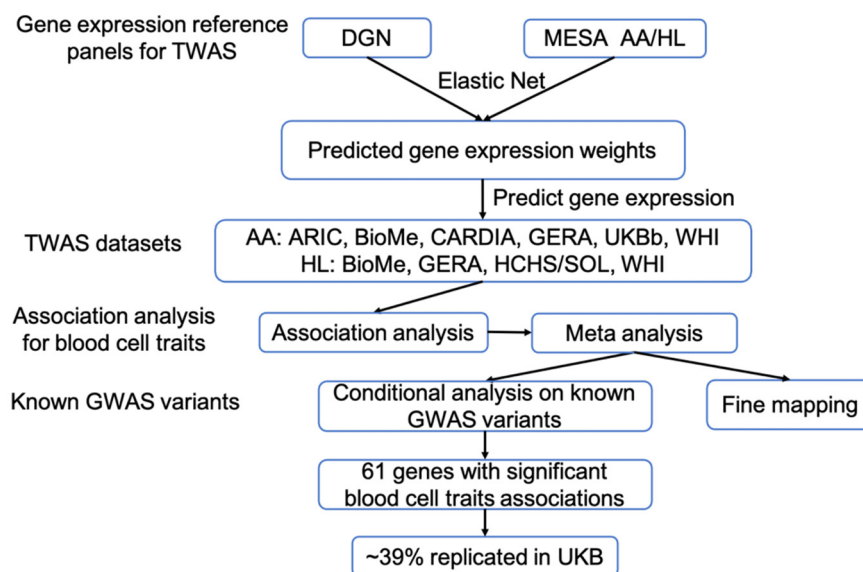 Gene expression reference
panels for TWAS
DGN
MESA AA/HL
Elastic Net
Predicted gene expression weights
Predict gene expression
TWAS datasets
AA: ARIC, BioMe, CARDIA, GERA, UKBb, WHI
HL: BioMe, GERA, HCHS/SOL, WHI
Association analysis
for blood cell traits
Association analysis
Meta analysis
Known GWAS variants
Conditional analysis on known
GWAS variants
Fine mapping
61 genes with significant
blood cell traits associations
~39% replicated in UKB